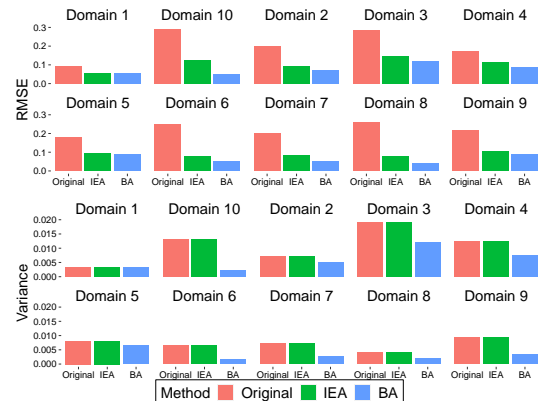 Domain 1 Domain 10 Domain 2 Domain 3 Domain 4
0.3
0.2
0.1
0.0
Domain 5 Domain 6 Domain 7 Domain 8 Domain 9
0.3
0.2
0.1
0.0
RMSE
Original IEA BA Original IEA BA Original IEA BA Original IEA BA Original IEA BA
Domain 1 Domain 10 Domain 2 Domain 3 Domain 4
0.020
0.015
0.010
0.005
0.000
Domain 5 Domain 6 Domain 7 Domain 8 Domain 9
0.020
0.015
0.010
0.005
0.000
Variance
Original IEA BA Original IEA BA Original IEA BA Original IEA BA Original IEA BA
Method Original IEA BA